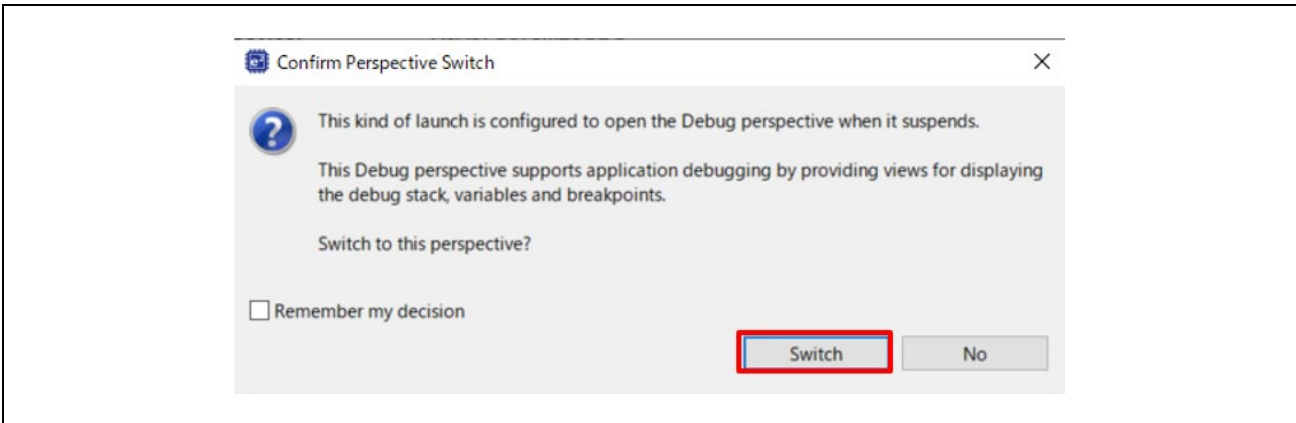 Confirm Perspective Switch
This kind of launch is configured to open the Debug perspective when it suspends.
This Debug perspective supports application debugging by providing views for displaying
the debug stack, variables and breakpoints.
Switch to this perspective?
Remember my decision
Switch No